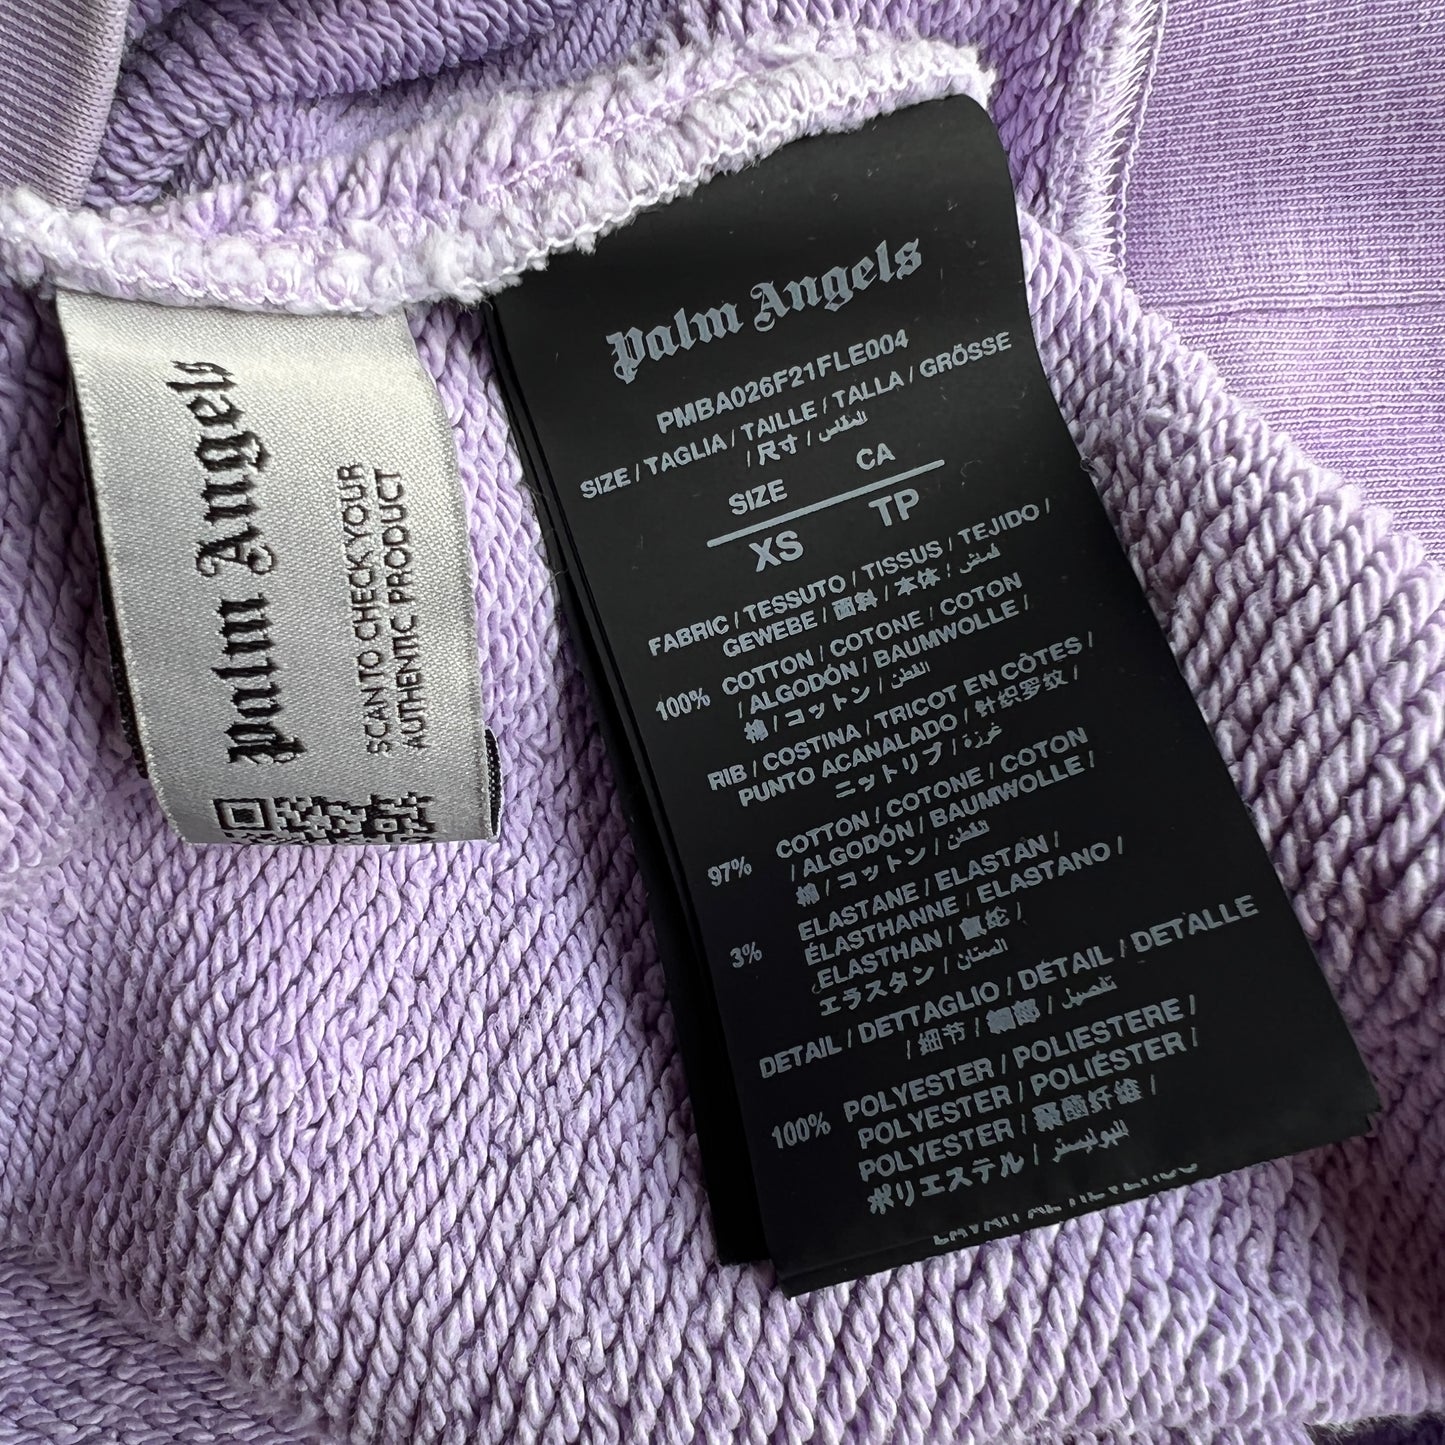 Palm Angels
SCAN TO CHECK YOUR
AUTHENTIC PRODUCT
Palm Angels
PMBA026F21FLE004
SIZE / TAGLIA / TAILLE / TALLA / GRÖSSE
/ 尺寸 / المقاس
SIZE CA
XS TP
FABRIC / TESSUTO / TISSUS / TEJIDO /
GEWEBE / 面料 / 本体 / قماش
100% COTTON / COTONE / COTON
/ ALGODÓN / BAUMWOLLE /
棉 / コットン / القطن
RIB / COSTINA / TRICOT EN CÒTES /
PUNTO ACANALADO / 针织罗纹 /
ニットリブ / غرزة
97% COTTON / COTONE / COTON
/ ALGODÓN / BAUMWOLLE /
棉 / コットン / القطن
3% ELASTANE / ELASTÁN /
ÉLASTHANNE / ELASTANO /
ELASTHAN / 氨纶 /
エラスタン / الستان
DETAIL / DETTAGLIO / DÉTAIL / DETALLE
/ 细节 / 細部 / تفصيل
100% POLYESTER / POLIESTERE /
POLYESTER / POLIÉSTER /
POLYESTER / 聚酯纤维 /
ポリエステル / البوليستر